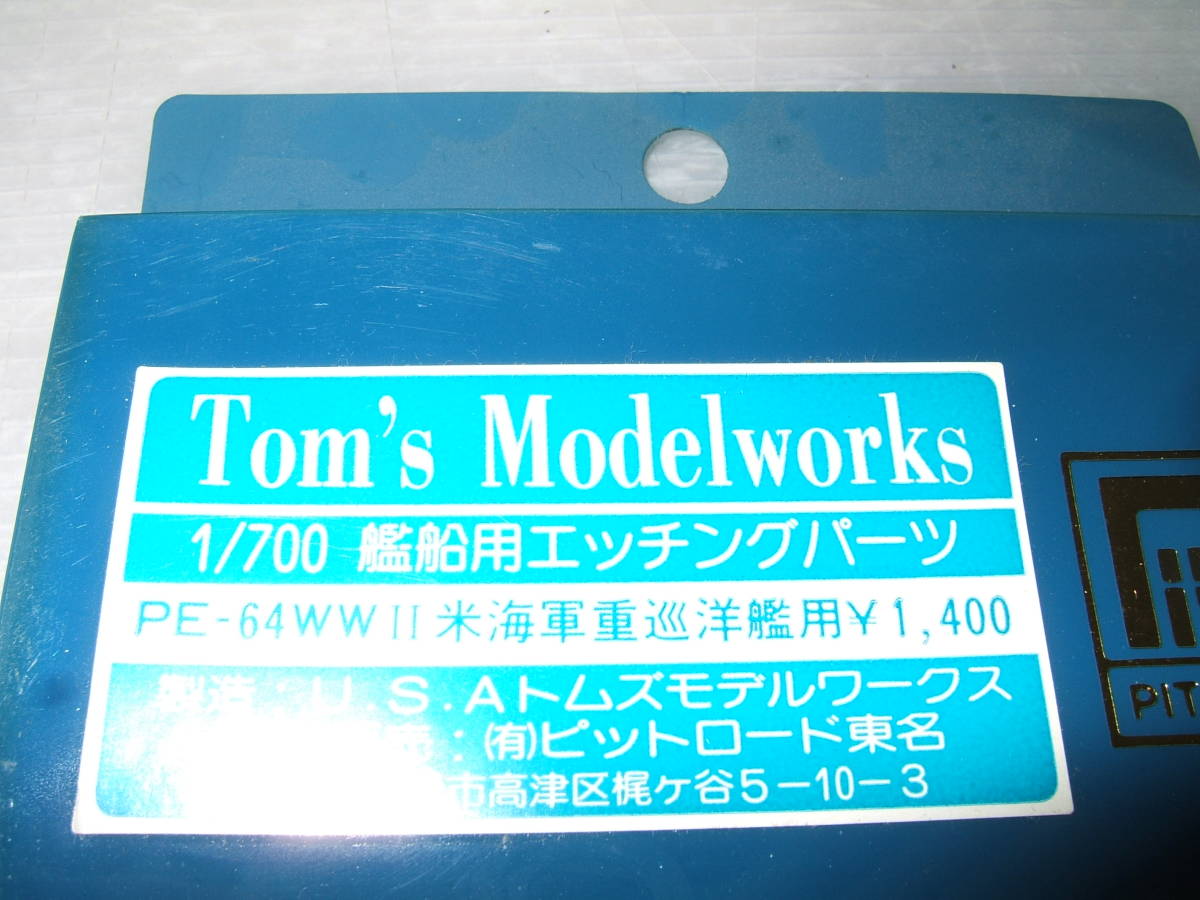 Tom's Modelworks
1/700 艦船用エッチングパーツ
PE-64WWII米海軍重巡洋艦用¥1,400
製造:U.S.Aトムズモデルワークス
売:(有)ピットロード東名
市高津区梶ヶ谷5-10-3
PIT